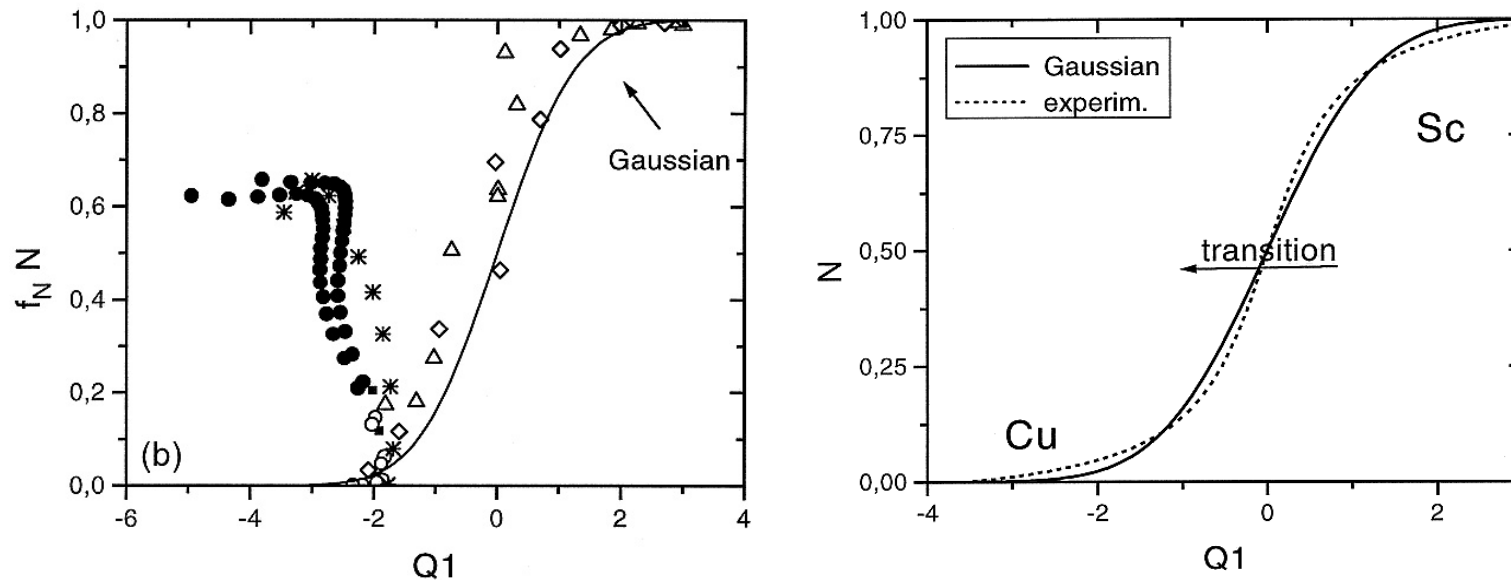 1,0
0,8
0,6
0,4
0,2
0,0
f_N N
Gaussian
(b)
-6 -4 -2 0 2 4
Q1
1,00
0,75
0,50
0,25
0,00
N
Gaussian
experim.
Sc
transition
Cu
-4 -2 0 2
Q1